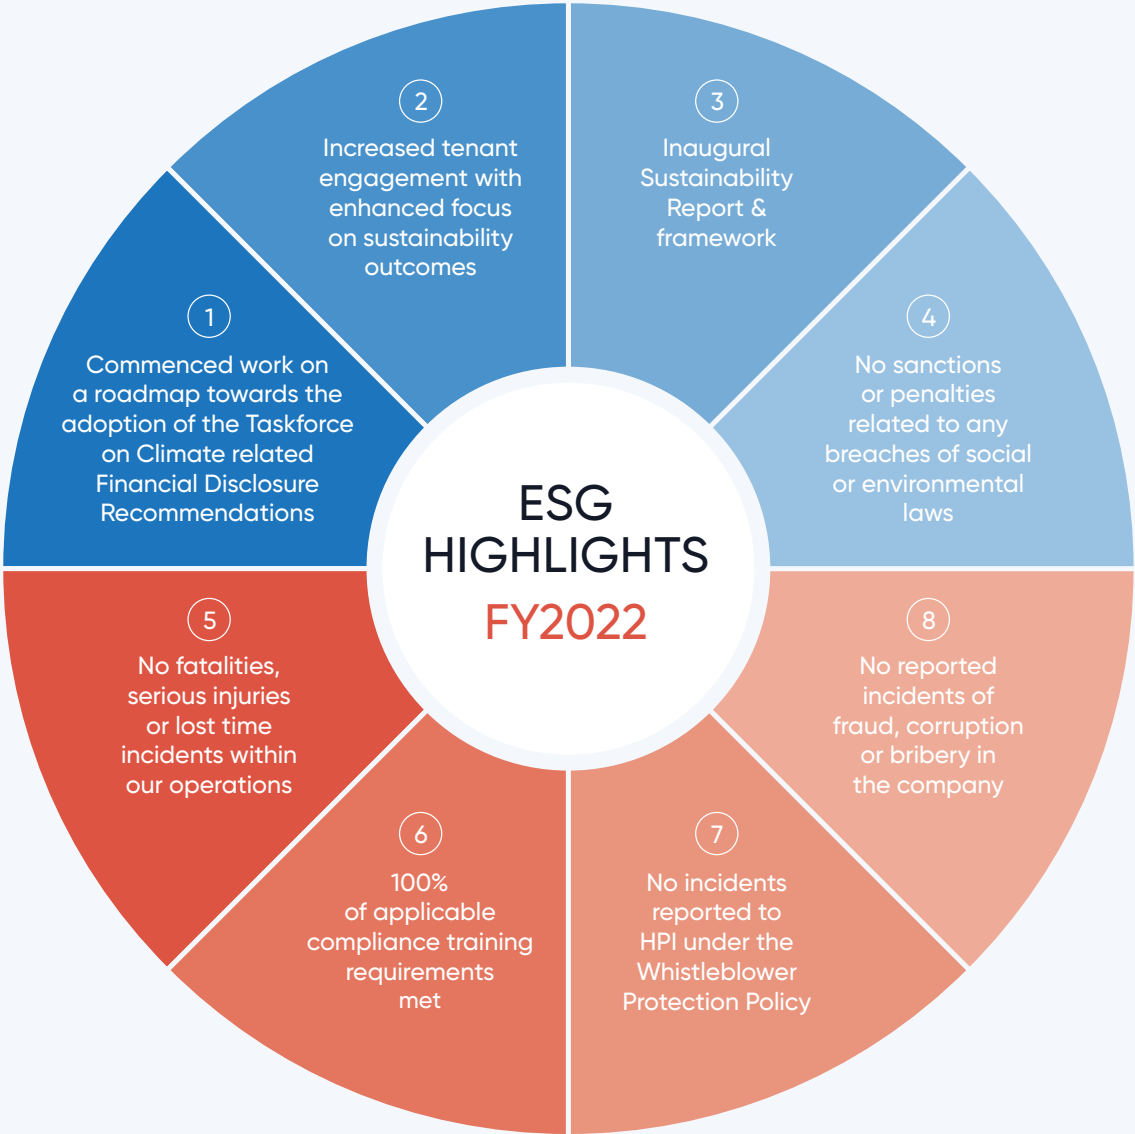 ESG
HIGHLIGHTS
FY2022
1
Commenced work on
a roadmap towards the
adoption of the Taskforce
on Climate related
Financial Disclosure
Recommendations
2
Increased tenant
engagement with
enhanced focus
on sustainability
outcomes
3
Inaugural
Sustainability
Report &
framework
4
No sanctions
or penalties
related to any
breaches of social
or environmental
laws
5
No fatalities,
serious injuries
or lost time
incidents within
our operations
6
100%
of applicable
compliance training
requirements
met
7
No incidents
reported to
HPI under the
Whistleblower
Protection Policy
8
No reported
incidents of
fraud, corruption
or bribery in
the company